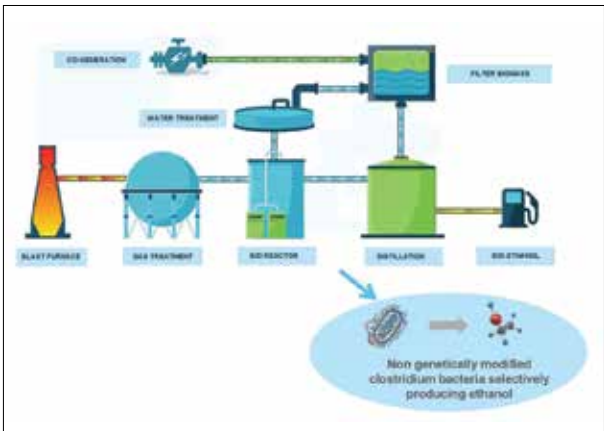 CO-GENERATION
FILTER BIOMASS
WATER TREATMENT
BLAST FURNACE
GAS TREATMENT
BIO REACTOR
DISTILLATION
BIO-ETHANOL
Non genetically modified
clostridium bacteria selectively
producing ethanol